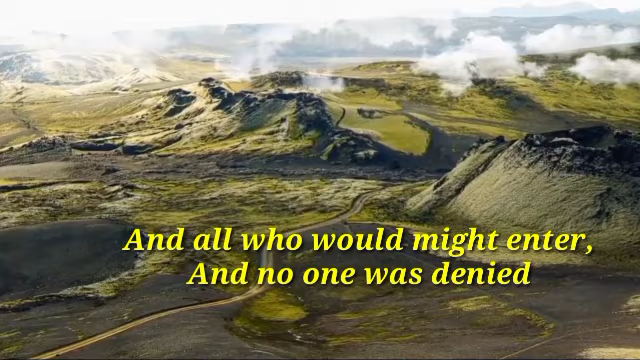 And all who would might enter,
And no one was denied